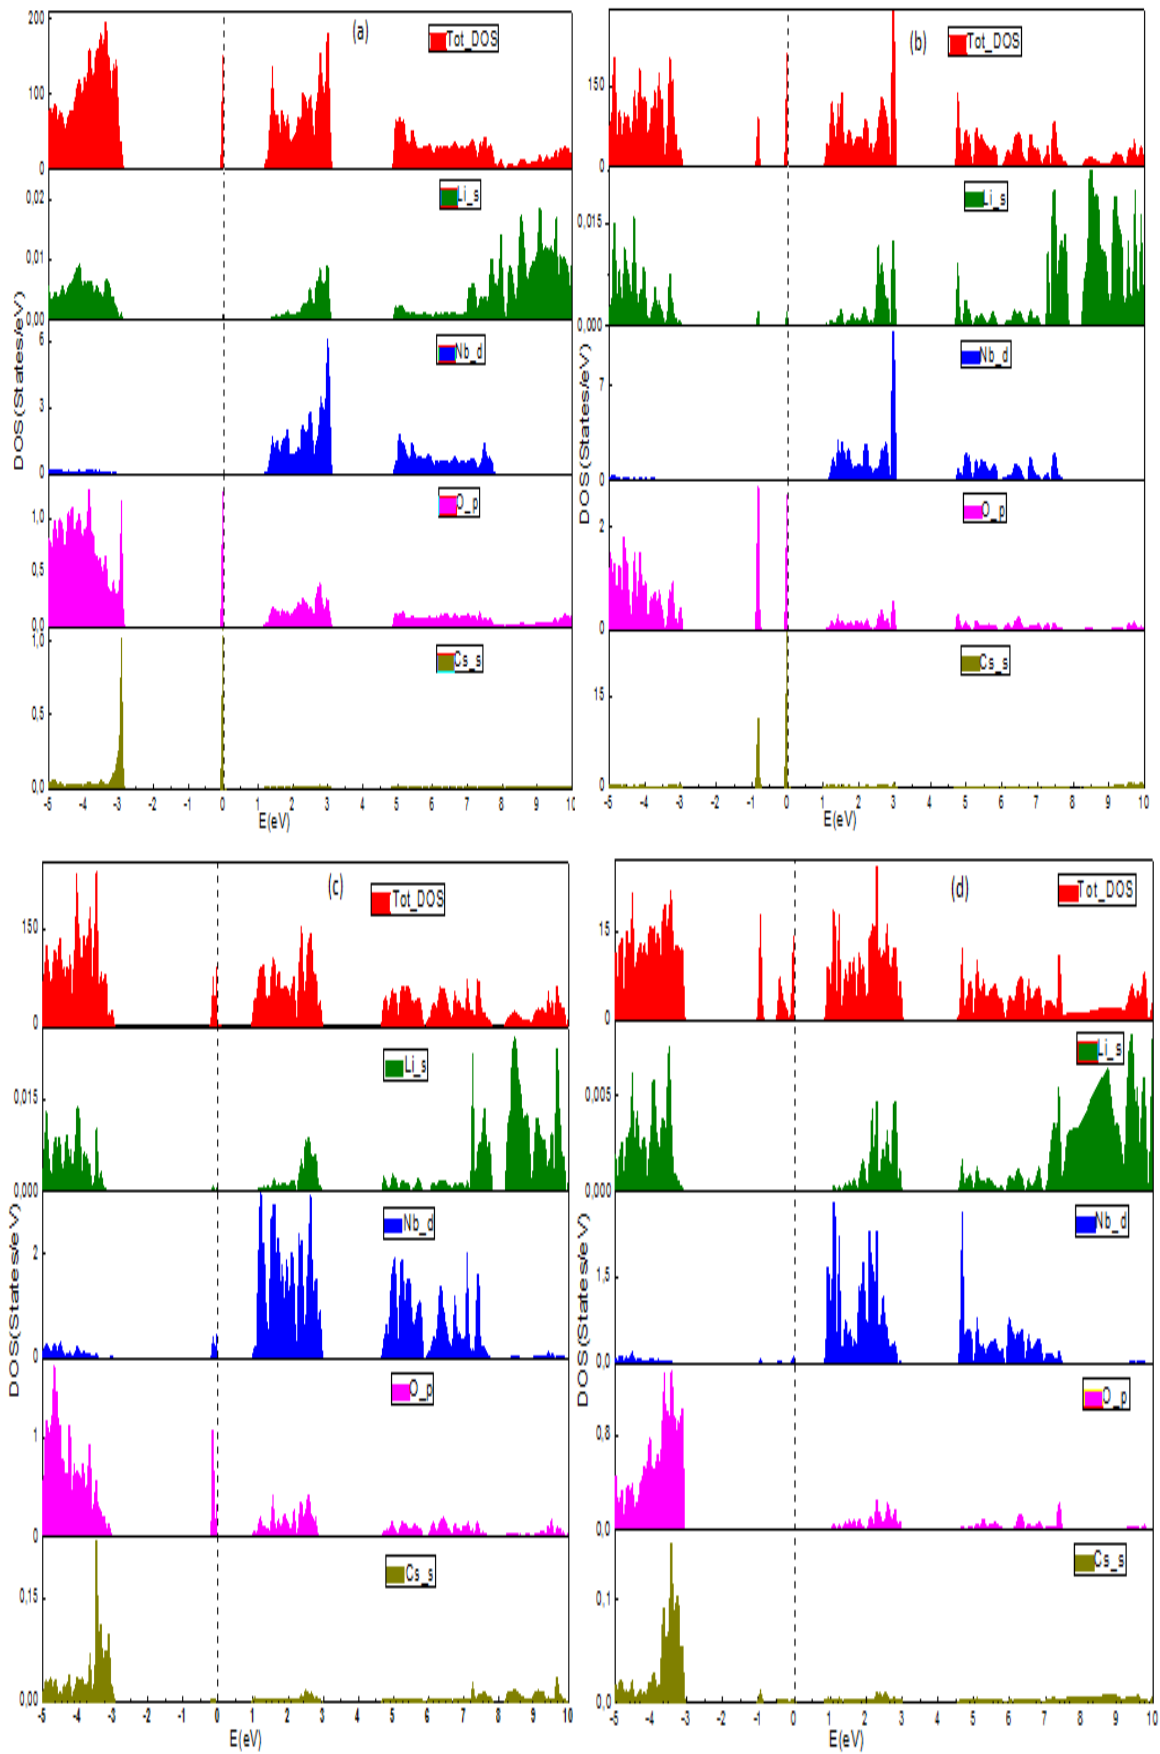 (a)
Tot_DOS
200
100
0
Li_s
0,02
0,01
0,00
Nb_d
6
3
0
O_p
1,0
0,5
0,0
Cs_s
1,0
0,5
0,0
DOS(States/eV)
-5 -4 -3 -2 -1 0 1 2 3 4 5 6 7 8 9 10
E(eV)
(b)
Tot_DOS
150
0
Li_s
0,015
0,000
Nb_d
7
0
O_p
2
0
Cs_s
15
0
DOS(States/eV)
-5 -4 -3 -2 -1 0 1 2 3 4 5 6 7 8 9 10
E(eV)
(c)
Tot_DOS
150
0
Li_s
0,015
0,000
Nb_d
2
0
O_p
1
0
Cs_s
0,15
0,00
DOS(States/eV)
-5 -4 -3 -2 -1 0 1 2 3 4 5 6 7 8 9 10
E(eV)
(d)
Tot_DOS
15
0
Li_s
0,005
0,000
Nb_d
1,5
0,0
O_p
0,8
0,0
Cs_s
0,1
0,0
DOS(States/eV)
-5 -4 -3 -2 -1 0 1 2 3 4 5 6 7 8 9 10
E(eV)